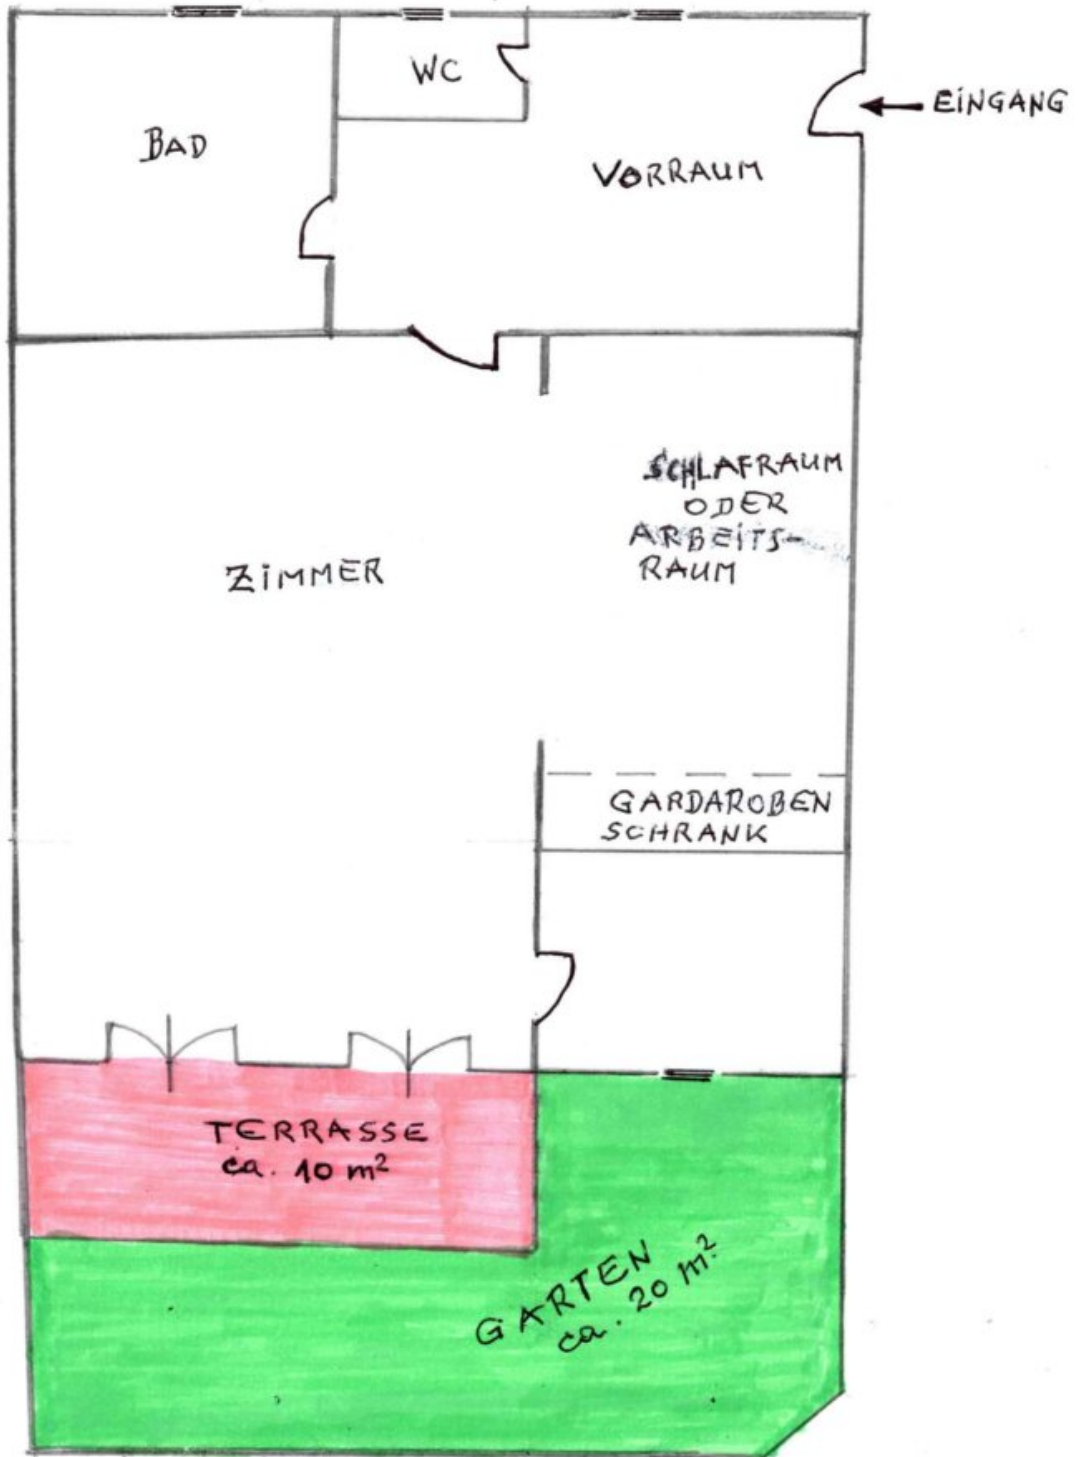 WC
EINGANG
BAD
VORRAUM
SCHLAFRAUM
ODER
ARBEITS-
RAUM
ZIMMER
GARDAROBEN
SCHRANK
TERRASSE
ca. 10 m²
GARTEN
ca. 20 m²